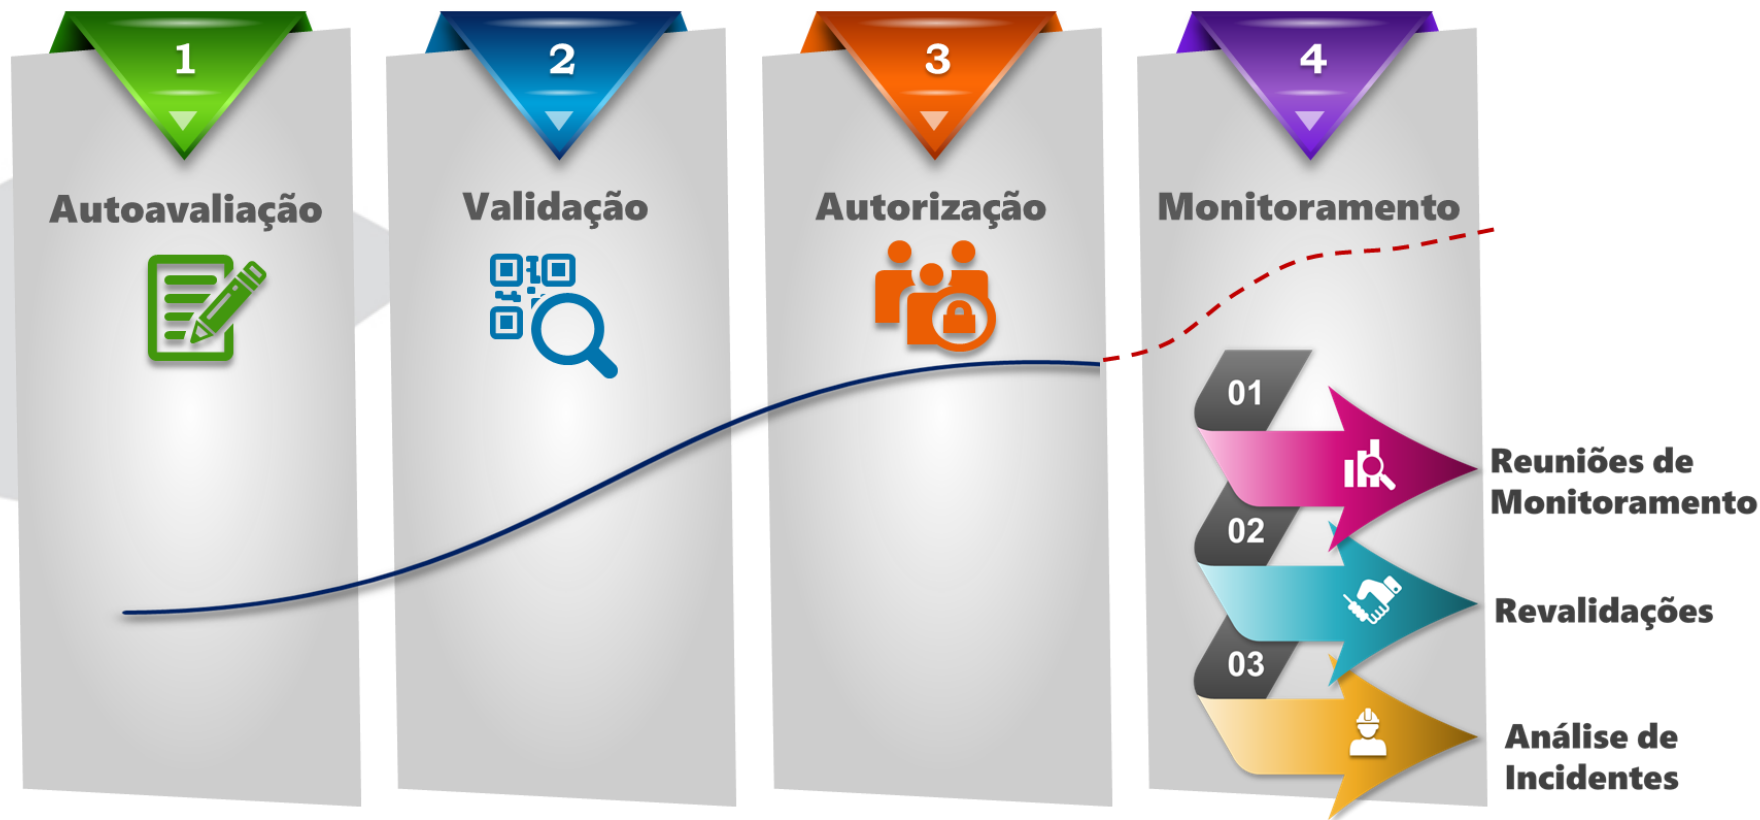 1
Autoavaliação
2
Validação
3
Autorização
4
Monitoramento
01
Reuniões de
Monitoramento
02
Revalidações
03
Análise de
Incidentes